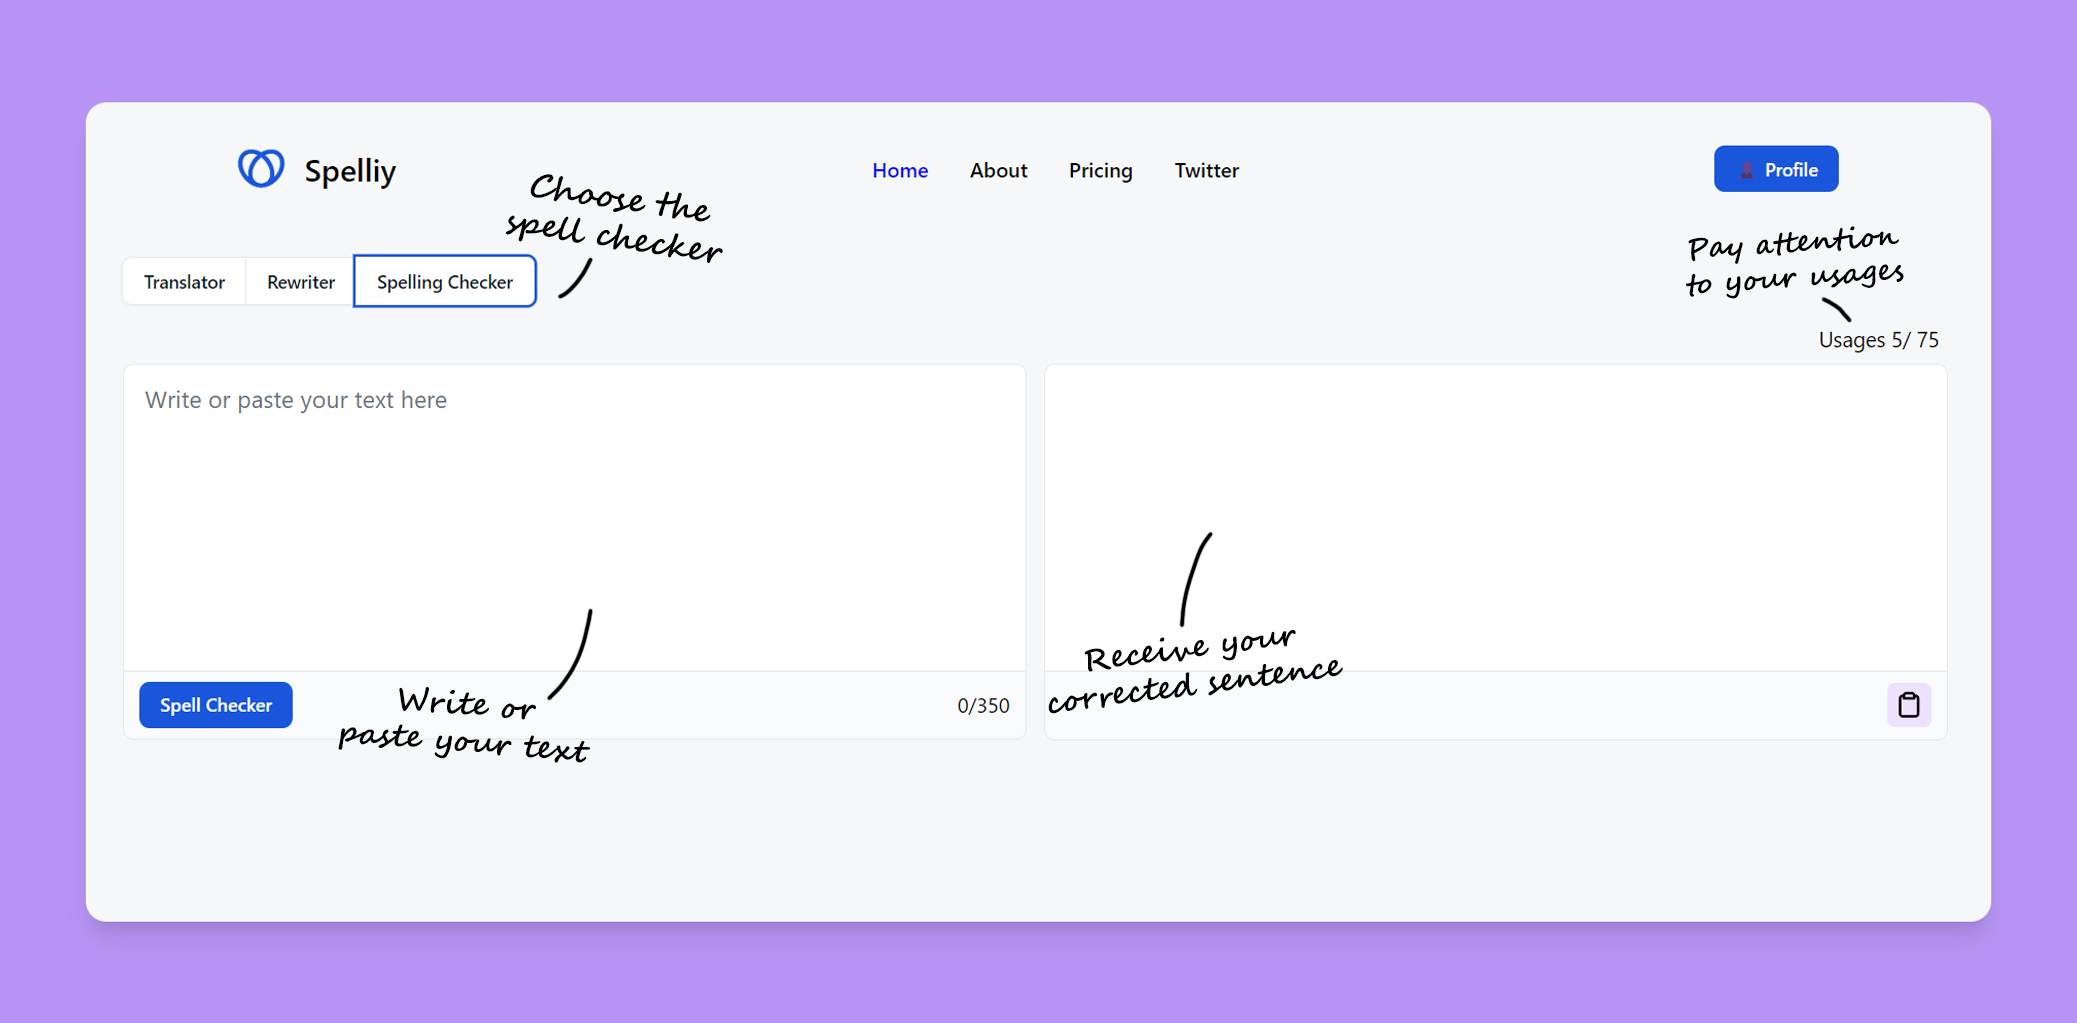 Spelliy
Home About Pricing Twitter
Profile
Choose the
spell checker
Pay attention
to your usages
Translator Rewriter Spelling Checker
Usages 5/ 75
Write or paste your text here
Receive your
corrected sentence
Spell Checker
Write or
paste your text
0/350